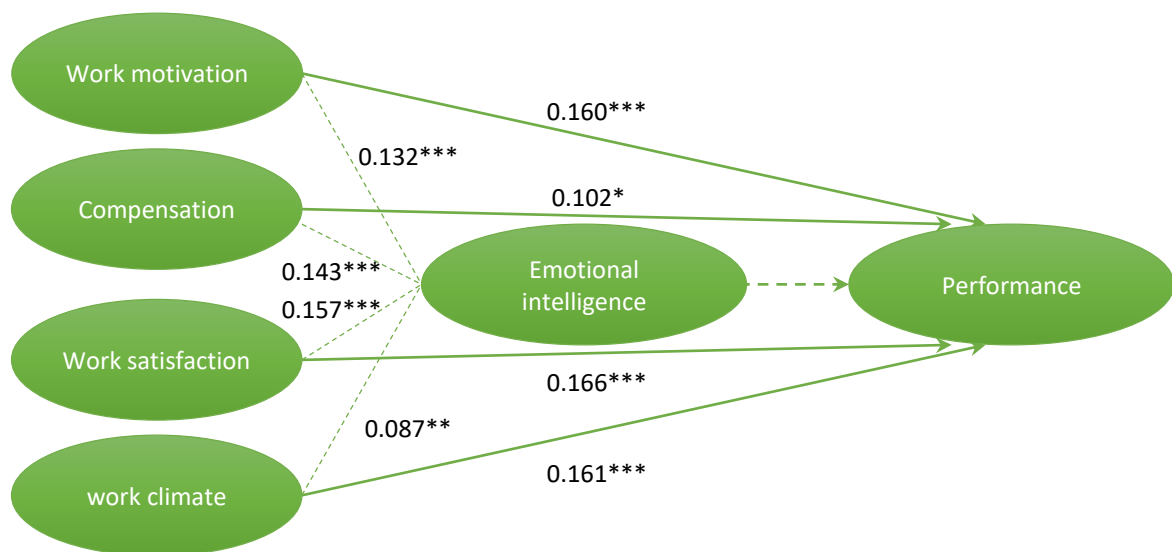 Work motivation
0.160***
0.132***
Compensation
0.102*
0.143***
Emotional
intelligence
Performance
0.157***
Work satisfaction
0.166***
0.087**
0.161***
work climate